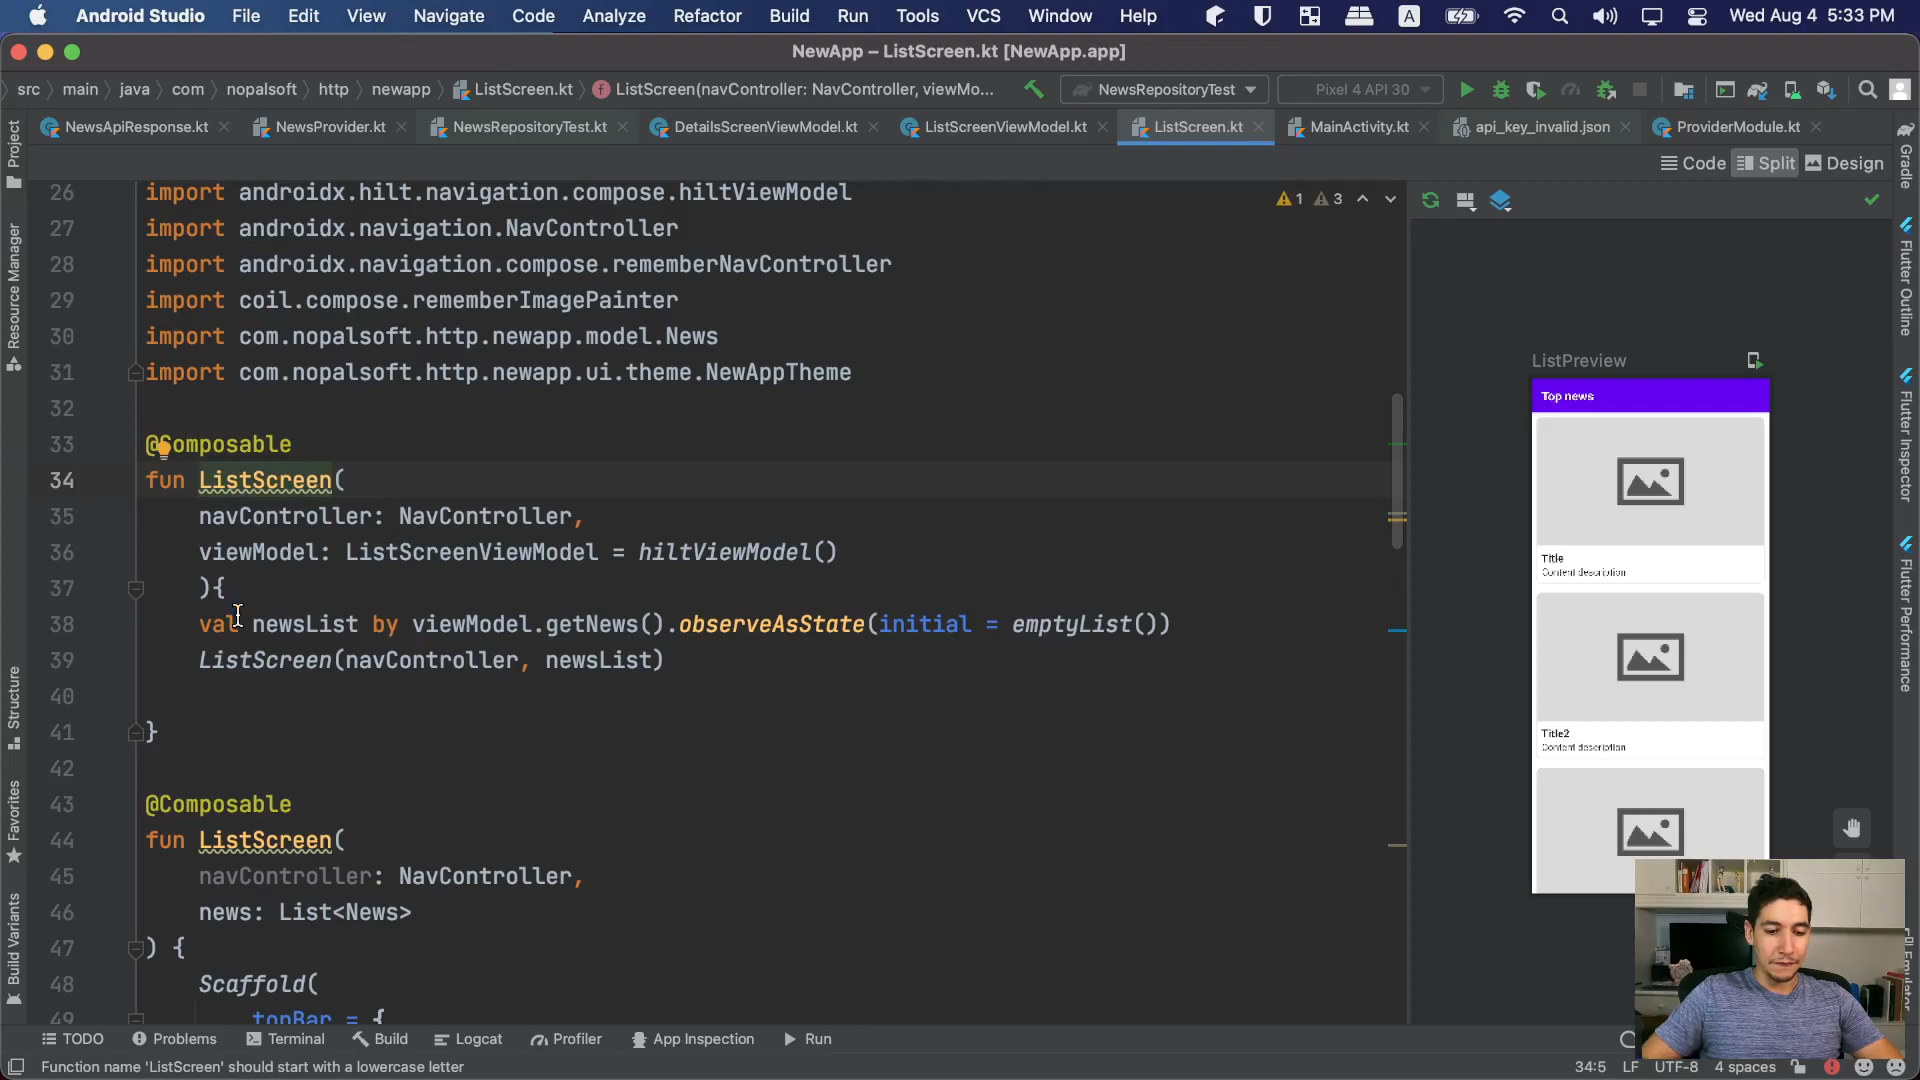 Android Studio File Edit View Navigate Code Analyze Refactor Build Run Tools VCS Window Help A Wed Aug 4 5:33 PM
NewApp – ListScreen.kt [NewApp.app]
src main java com nopalsoft http newapp ListScreen.kt f ListScreen(navController: NavController, viewMo... NewsRepositoryTest Pixel 4 API 30
NewsApiResponse.kt NewsProvider.kt NewsRepositoryTest.kt DetailsScreenViewModel.kt ListScreenViewModel.kt ListScreen.kt MainActivity.kt api_key_invalid.json ProviderModule.kt
Code Split Design
1 3
26 import androidx.hilt.navigation.compose.hiltViewModel
27 import androidx.navigation.NavController
28 import androidx.navigation.compose.rememberNavController
29 import coil.compose.rememberImagePainter
30 import com.nopalsoft.http.newapp.model.News
31 import com.nopalsoft.http.newapp.ui.theme.NewAppTheme
32
33 @Composable
34 fun ListScreen(
35 navController: NavController,
36 viewModel: ListScreenViewModel = hiltViewModel()
37 ){
38 val newsList by viewModel.getNews().observeAsState(initial = emptyList())
39 ListScreen(navController, newsList)
40
41 }
42
43 @Composable
44 fun ListScreen(
45 navController: NavController,
46 news: List<News>
47 ) {
48 Scaffold(
49 topBar = {
ListPreview
Top news
Title
Content description
Title2
Content description
Project
Resource Manager
Structure
Favorites
Build Variants
Gradle
Flutter Outline
Flutter Inspector
Flutter Performance
Emulator
TODO Problems Terminal Build Logcat Profiler App Inspection Run
Function name 'ListScreen' should start with a lowercase letter 34:5 LF UTF-8 4 spaces